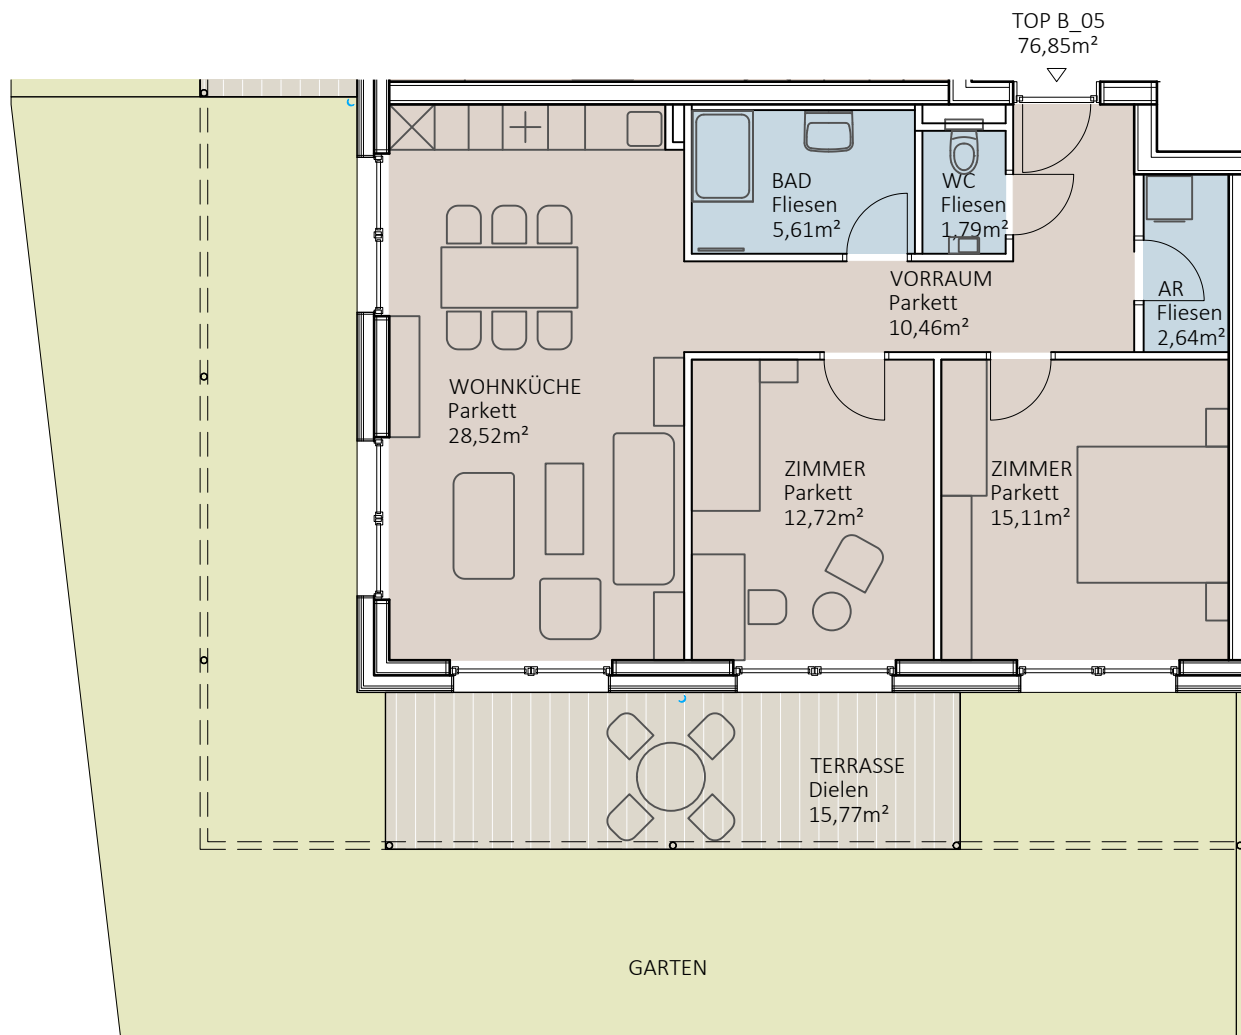 TOP B_05
76,85m²
BAD
Fliesen
5,61m²
WC
Fliesen
1,79m²
VORRAUM
Parkett
10,46m²
AR
Fliesen
2,64m²
WOHNKÜCHE
Parkett
28,52m²
ZIMMER
Parkett
12,72m²
ZIMMER
Parkett
15,11m²
TERRASSE
Dielen
15,77m²
GARTEN